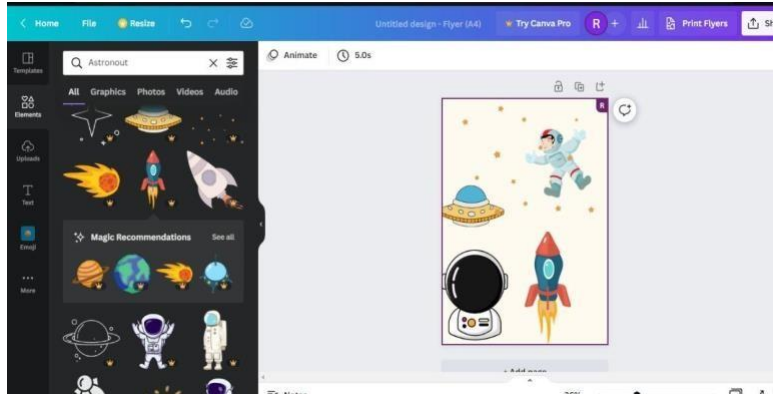 Home File Resize Untitled design - Flyer (A4) Try Canva Pro R + Print Flyers
Templates
Elements
Uploads
Text
Emoji
More
Astronout
All Graphics Photos Videos Audio
Magic Recommendations See all
Animate 5.0s
R
+ Add page